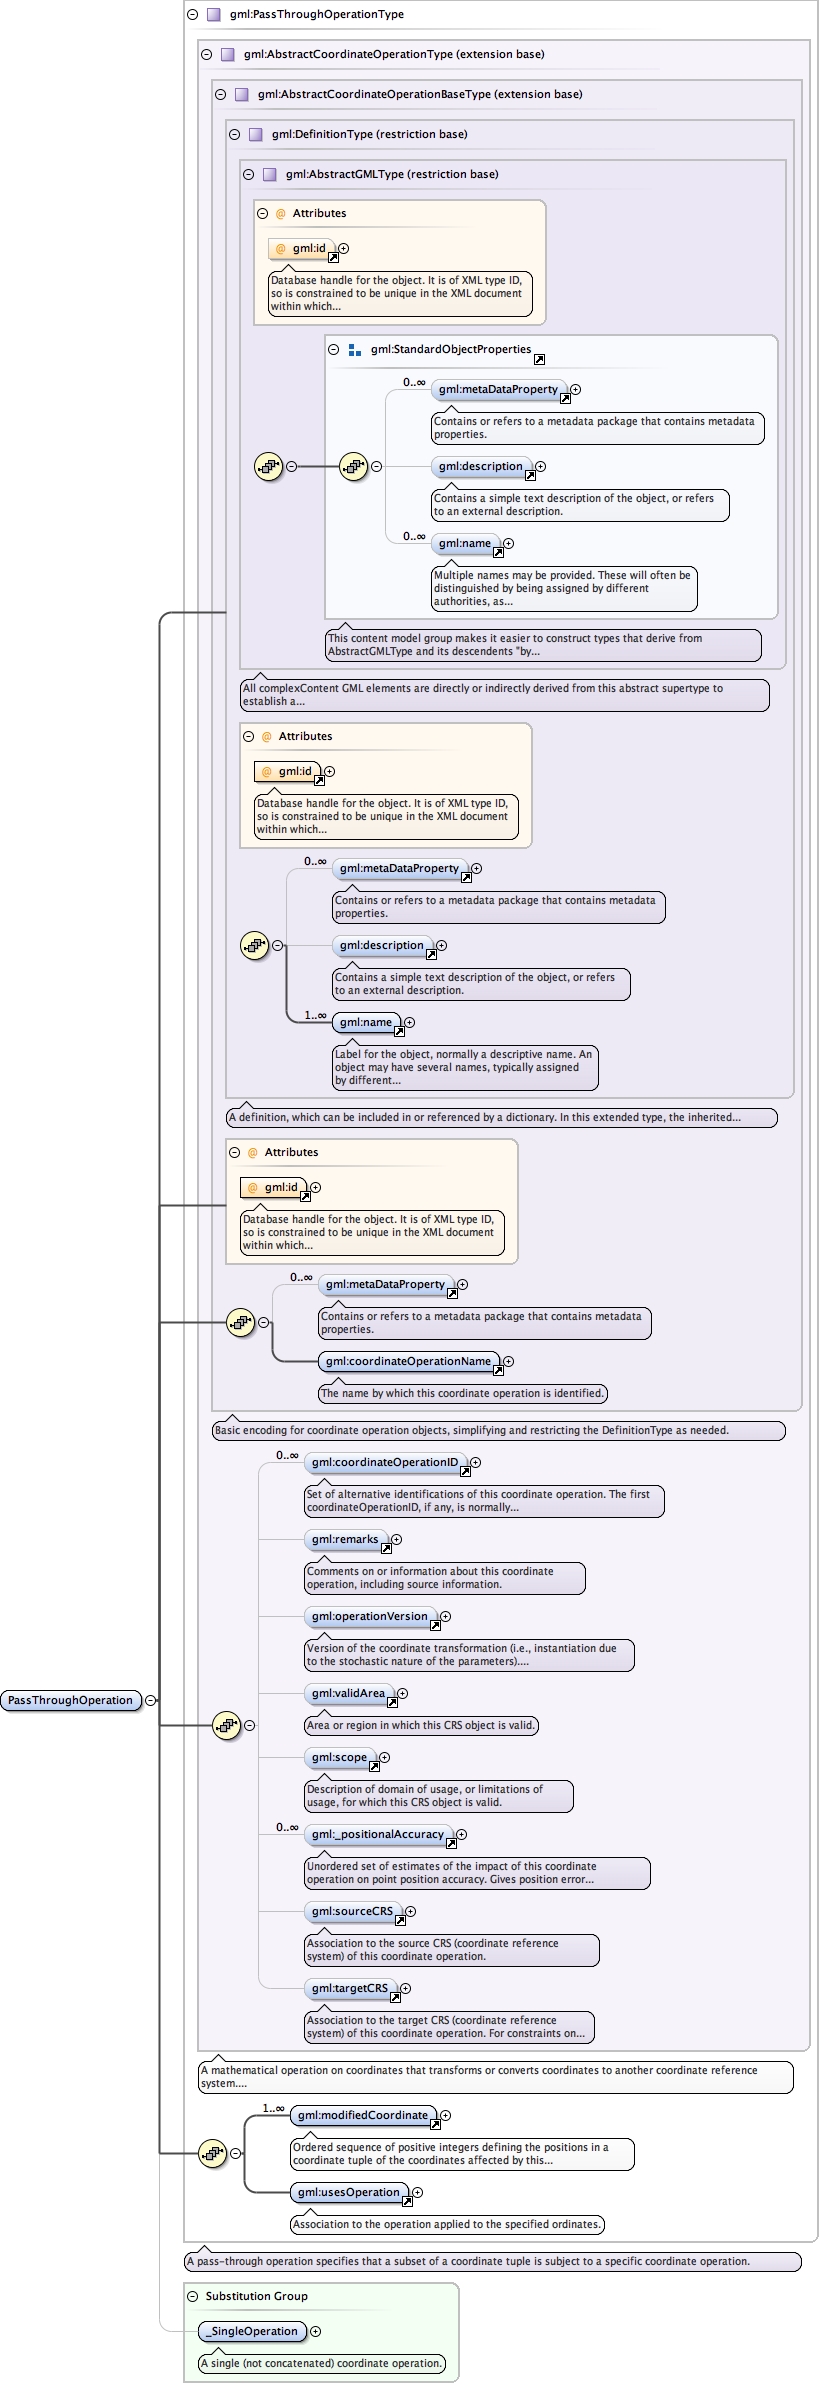 gml:PassThroughOperationType
gml:AbstractCoordinateOperationType (extension base)
gml:AbstractCoordinateOperationBaseType (extension base)
gml:DefinitionType (restriction base)
gml:AbstractGMLType (restriction base)
@ Attributes
@ gml:id
Database handle for the object. It is of XML type ID,
so is constrained to be unique in the XML document
within which...
gml:StandardObjectProperties
0..∞
gml:metaDataProperty
Contains or refers to a metadata package that contains metadata
properties.
gml:description
Contains a simple text description of the object, or refers
to an external description.
0..∞
gml:name
Multiple names may be provided. These will often be
distinguished by being assigned by different
authorities, as...
This content model group makes it easier to construct types that derive from
AbstractGMLType and its descendents "by...
All complexContent GML elements are directly or indirectly derived from this abstract supertype to
establish a...
@ Attributes
@ gml:id
Database handle for the object. It is of XML type ID,
so is constrained to be unique in the XML document
within which...
0..∞
gml:metaDataProperty
Contains or refers to a metadata package that contains metadata
properties.
gml:description
Contains a simple text description of the object, or refers
to an external description.
1..∞
gml:name
Label for the object, normally a descriptive name. An
object may have several names, typically assigned
by different...
A definition, which can be included in or referenced by a dictionary. In this extended type, the inherited...
@ Attributes
@ gml:id
Database handle for the object. It is of XML type ID,
so is constrained to be unique in the XML document
within which...
0..∞
gml:metaDataProperty
Contains or refers to a metadata package that contains metadata
properties.
gml:coordinateOperationName
The name by which this coordinate operation is identified.
Basic encoding for coordinate operation objects, simplifying and restricting the DefinitionType as needed.
0..∞
gml:coordinateOperationID
Set of alternative identifications of this coordinate operation. The first
coordinateOperationID, if any, is normally...
gml:remarks
Comments on or information about this coordinate
operation, including source information.
gml:operationVersion
Version of the coordinate transformation (i.e., instantiation due
to the stochastic nature of the parameters)....
gml:validArea
Area or region in which this CRS object is valid.
PassThroughOperation
gml:scope
Description of domain of usage, or limitations of
usage, for which this CRS object is valid.
0..∞
gml:_positionalAccuracy
Unordered set of estimates of the impact of this coordinate
operation on point position accuracy. Gives position error...
gml:sourceCRS
Association to the source CRS (coordinate reference
system) of this coordinate operation.
gml:targetCRS
Association to the target CRS (coordinate reference
system) of this coordinate operation. For constraints on...
A mathematical operation on coordinates that transforms or converts coordinates to another coordinate reference
system....
1..∞
gml:modifiedCoordinate
Ordered sequence of positive integers defining the positions in a
coordinate tuple of the coordinates affected by this...
gml:usesOperation
Association to the operation applied to the specified ordinates.
A pass-through operation specifies that a subset of a coordinate tuple is subject to a specific coordinate operation.
Substitution Group
_SingleOperation
A single (not concatenated) coordinate operation.